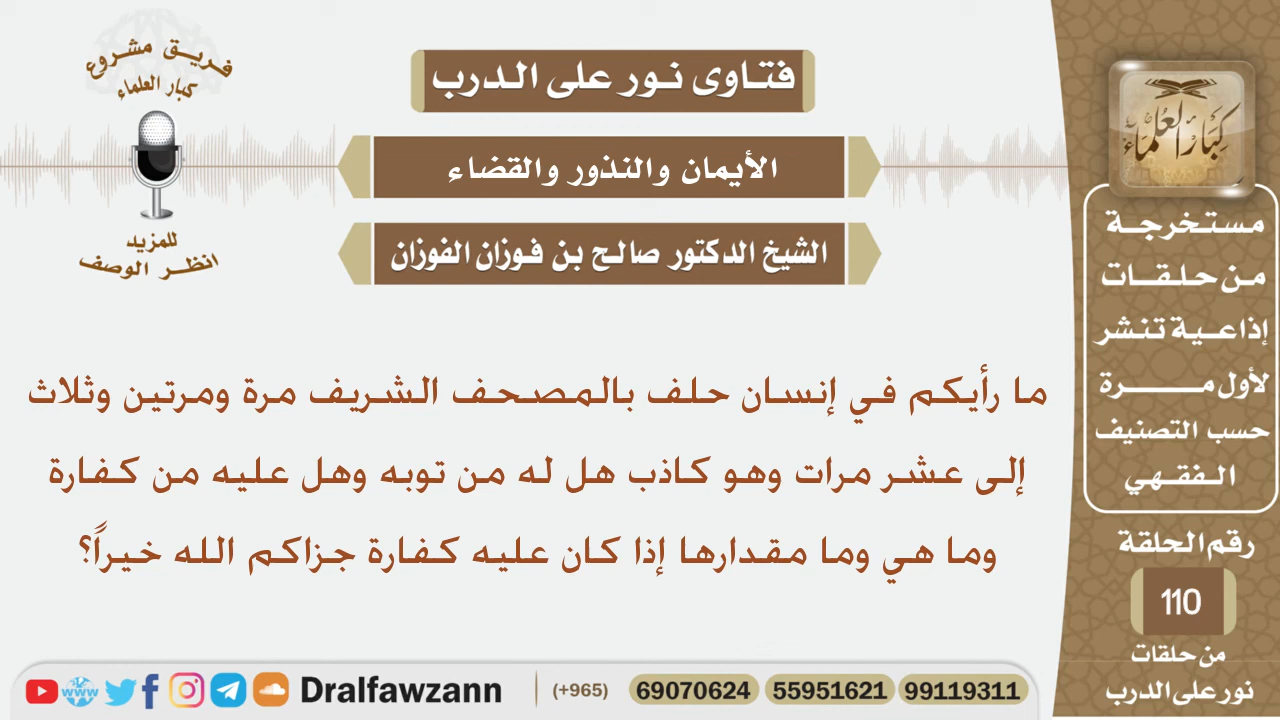 فريق مشروع
كبار العلماء
للمزيد
انظر الوصف
فتاوى نور على الدرب
الأيمان والنذور والقضاء
الشيخ الدكتور صالح بن فوزان الفوزان
ما رأيكم في إنسان حلف بالمصحف الشريف مرة ومرتين وثلاث
إلى عشر مرات وهو كاذب هل له من توبه وهل عليه من كفارة
وما هي وما مقدارها إذا كان عليه كفارة جزاكم الله خيراً؟
كبار العلماء
مستخرجة
من حلقات
إذاعية تنشر
لأول مرة
حسب التصنيف
الفقهي
رقم الحلقة
110
من حلقات
نور على الدرب
www Dralfawzann (+965) 69070624 55951621 99119311